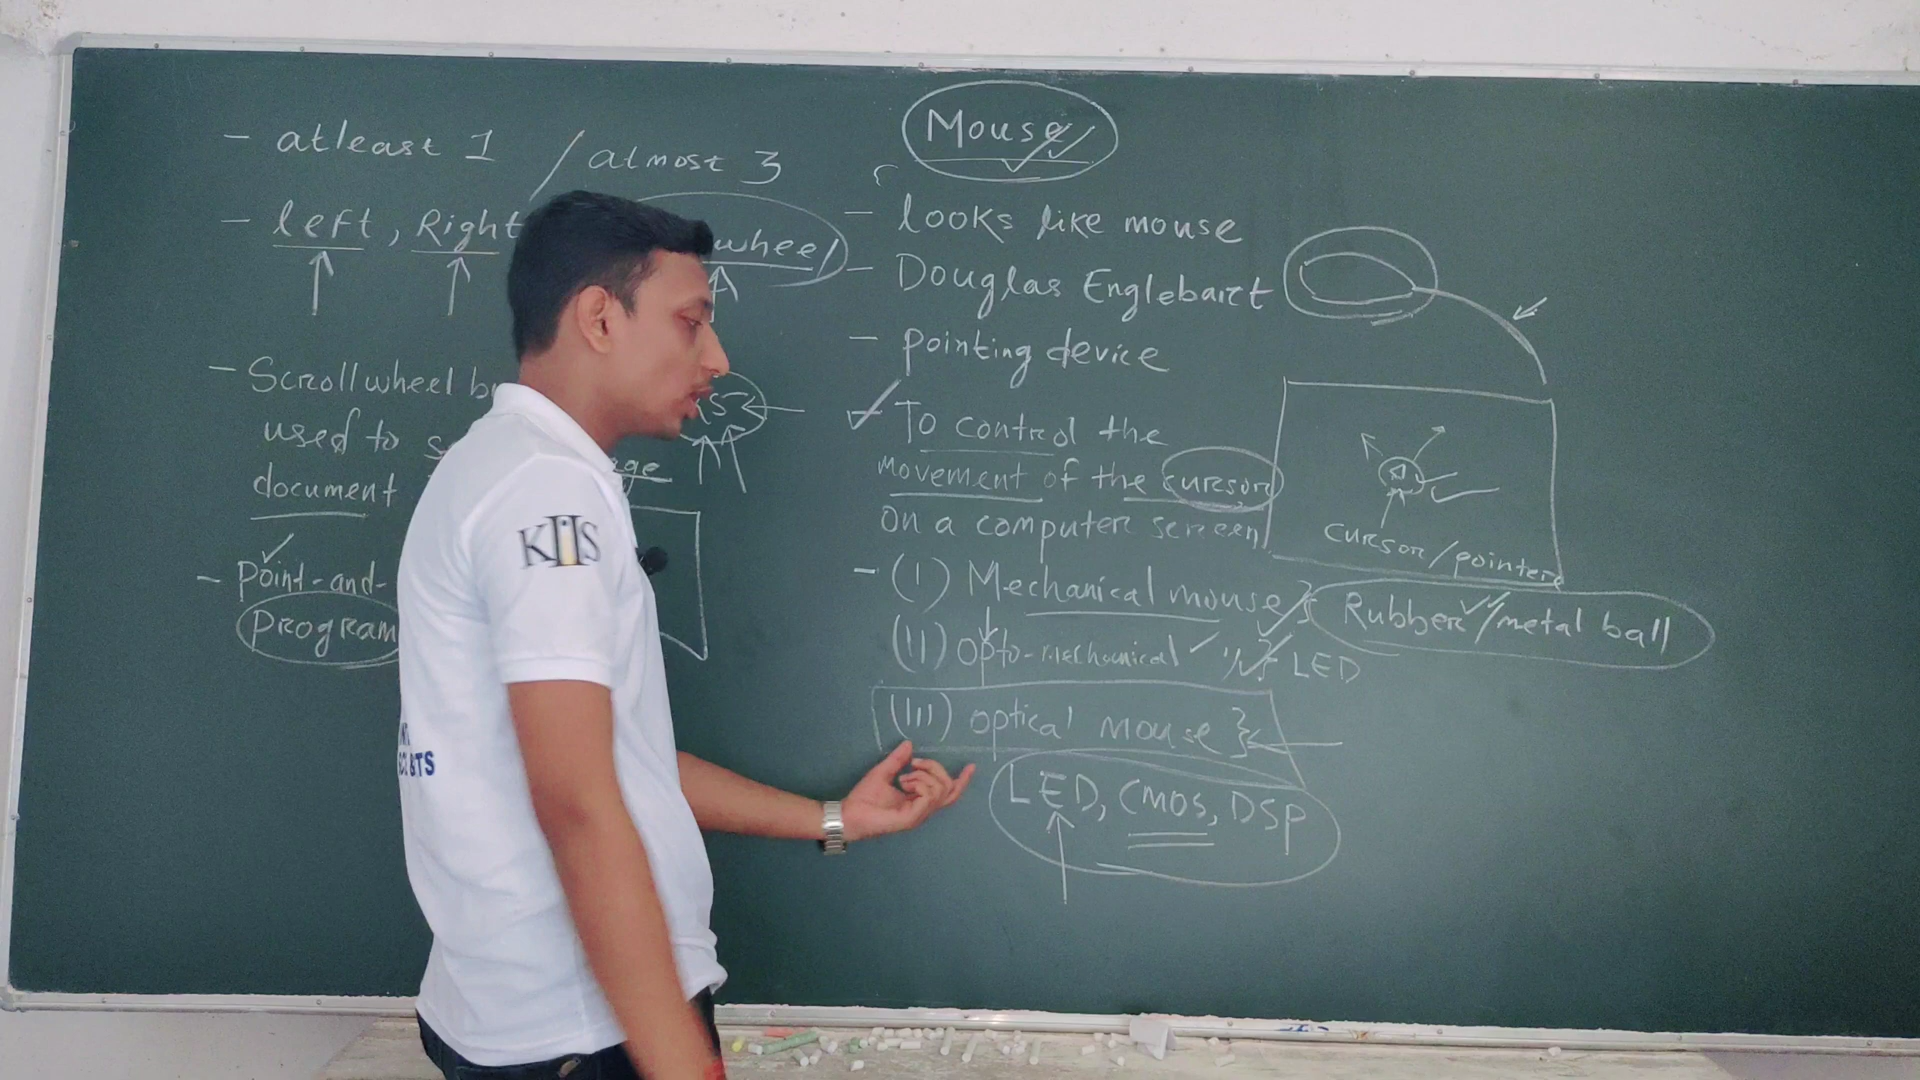 Mouse
- atleast 1 / atmost 3
- left, Right
wheel
- Scrollwheel
used to
document
- Point-and-
Program
- looks like mouse
- Douglas Englebart
- pointing device
- To control the
movement of the cursor
on a computer screen
cursor/pointer
- (I) Mechanical mouse } Rubber/metal ball
(II) Opto-mechanical } LED
(III) optical mouse }
LED, CMOS, DSP
KIIS